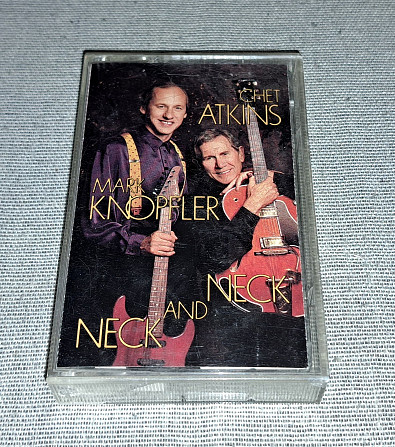 CHET
ATKINS
MARK
KNOPFLER
NECK AND NECK